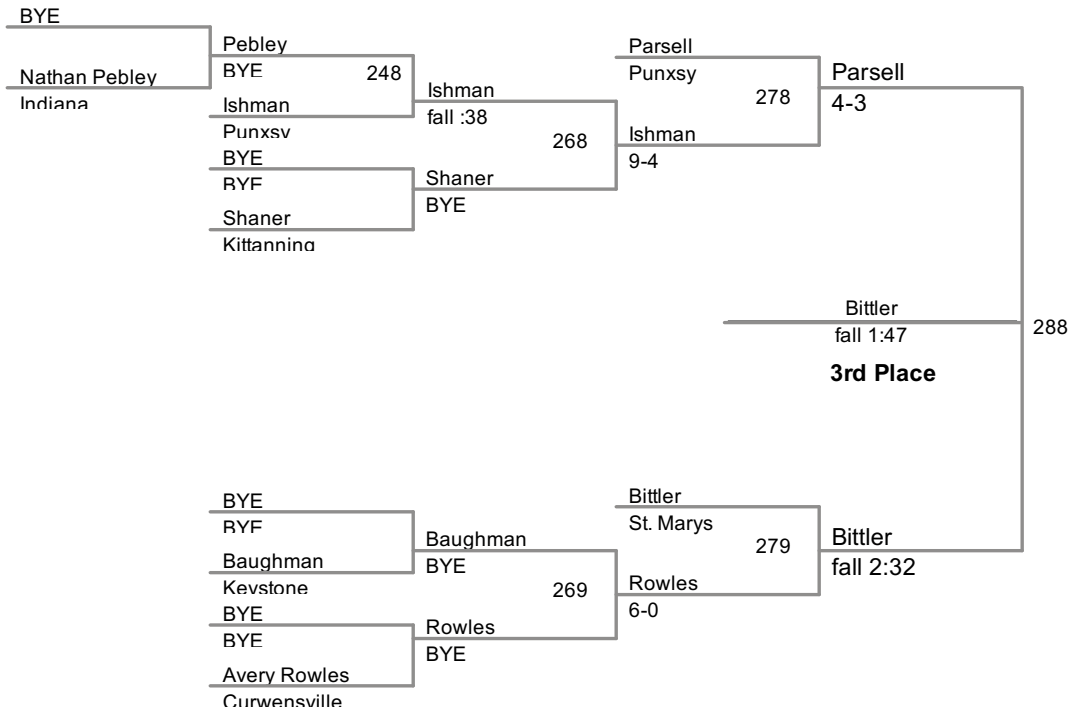 BYE
Nathan Pebley
Indiana
Pebley
BYE
248
Ishman
Punxsy
BYE
BYE
Shaner
Kittanning
Ishman
fall :38
268
Shaner
BYE
Parsell
Punxsy
278
Ishman
9-4
Parsell
4-3
Bittler
fall 1:47
288
3rd Place
BYE
BYE
Baughman
Keystone
BYE
BYE
Avery Rowles
Curwensville
Baughman
BYE
269
Rowles
BYE
Bittler
St. Marys
279
Rowles
6-0
Bittler
fall 2:32